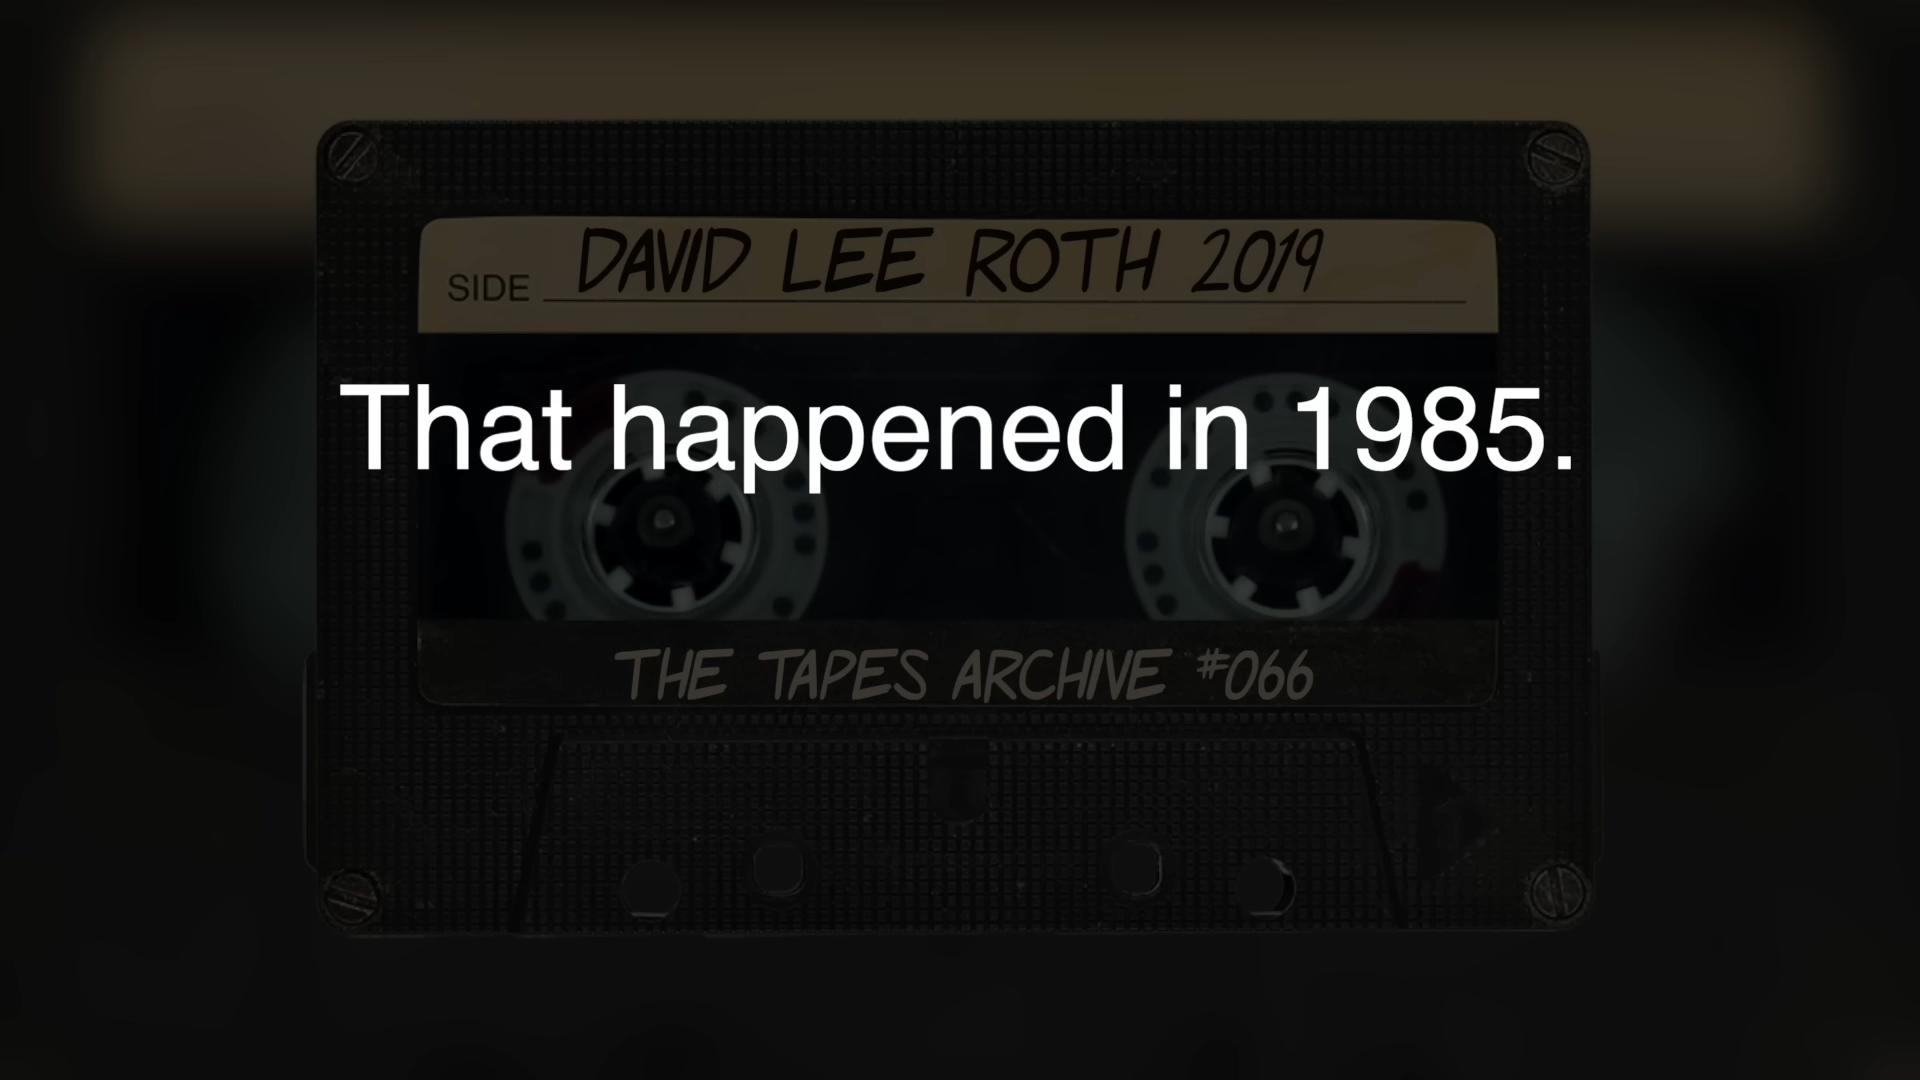 SIDE DAVID LEE ROTH 2019
That happened in 1985.
THE TAPES ARCHIVE #066